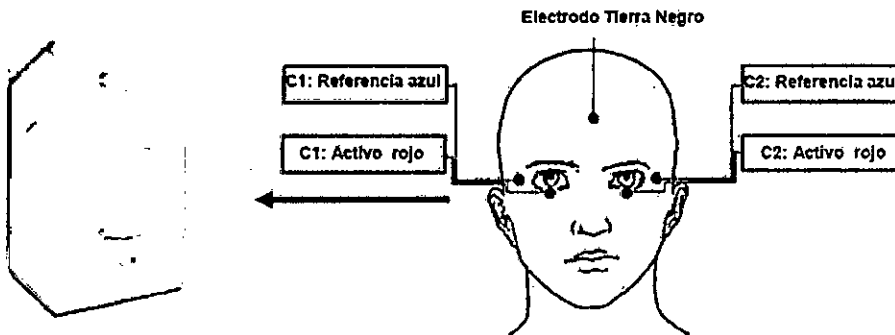 Electrodo Tierra Negro
C1: Referencia azul
C2: Referencia azul
C1: Activo rojo
C2: Activo rojo